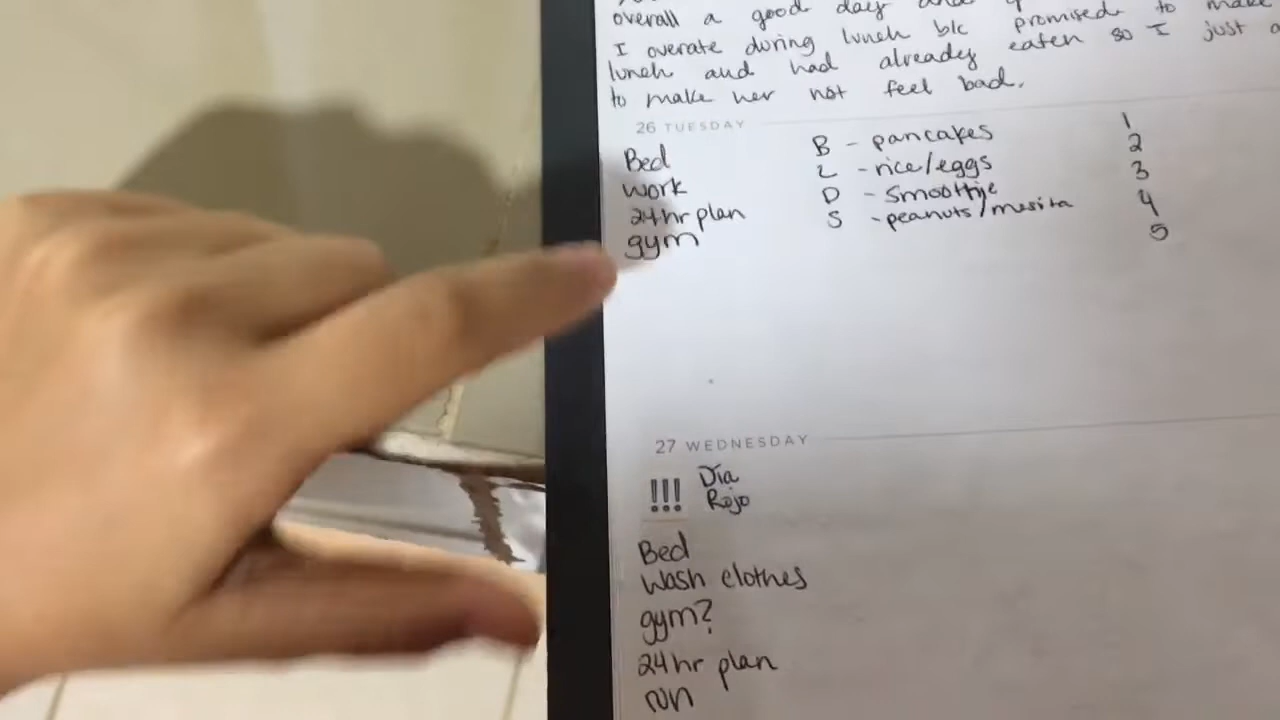 overall a good day
I overate during lunch b/c promised to make
lunch and had already eaten so I just
to make her not feel bad.
26 TUESDAY
Bed
work
24hr plan
gym
B - pancakes
L - rice/eggs
D - Smoothie
S - peanuts/musita
1
2
3
4
5
27 WEDNESDAY
!!! Dia
Rojo
Bed
Wash clothes
gym?
24hr plan
run